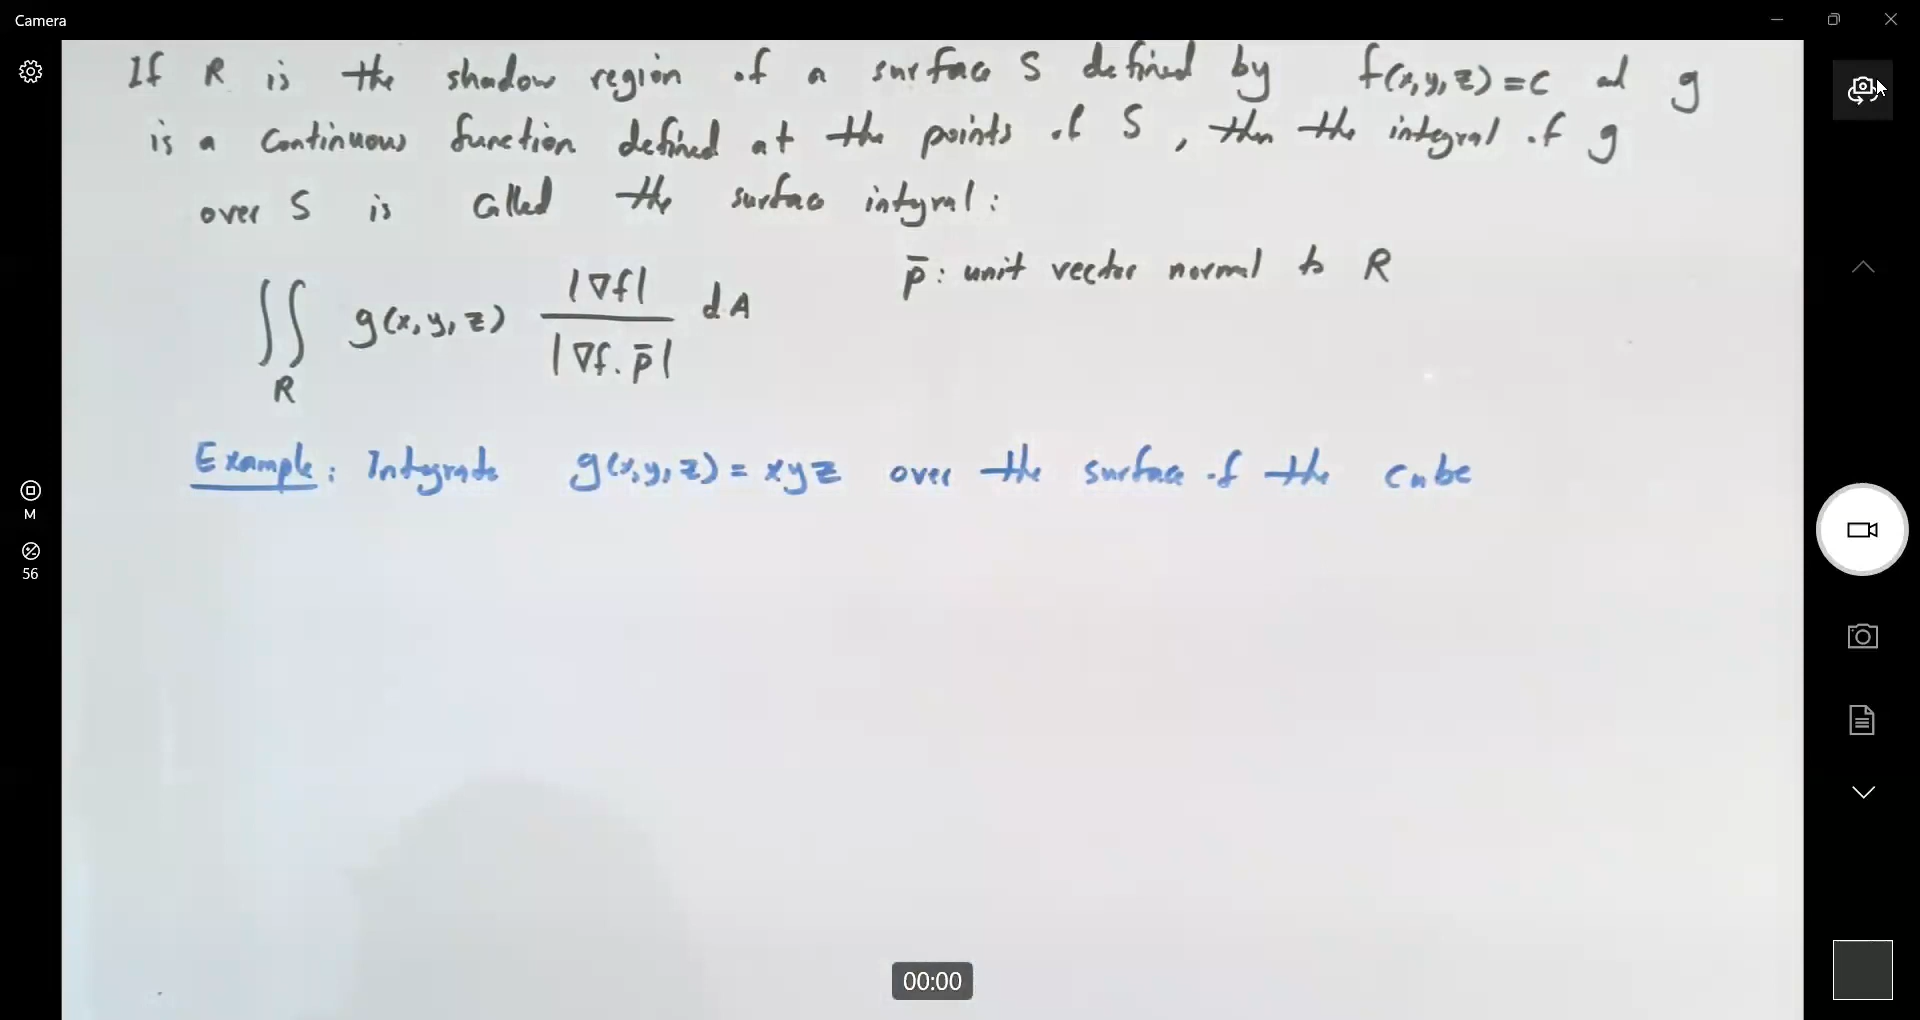 Camera
If R is the shadow region of a surface S defined by f(x,y,z)=c and g
is a continuous function defined at the points of S, then the integral of g
over S is called the surface integral:
p̄: unit vector normal to R
∬_R g(x,y,z) |∇f| / |∇f.p̄| dA
Example: Integrate g(x,y,z) = xyz over the surface of the cube
M
56
00:00